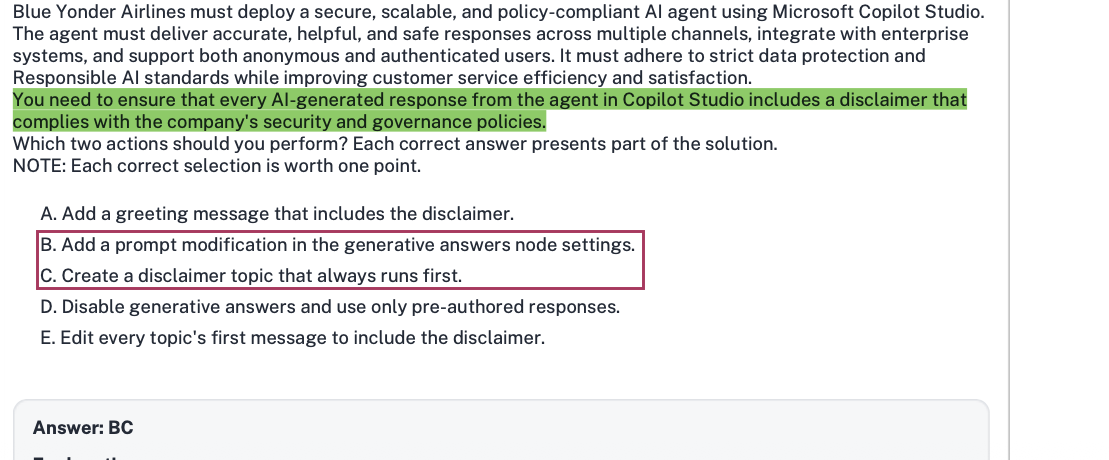 Blue Yonder Airlines must deploy a secure, scalable, and policy-compliant AI agent using Microsoft Copilot Studio.
The agent must deliver accurate, helpful, and safe responses across multiple channels, integrate with enterprise
systems, and support both anonymous and authenticated users. It must adhere to strict data protection and
Responsible AI standards while improving customer service efficiency and satisfaction.
You need to ensure that every AI-generated response from the agent in Copilot Studio includes a disclaimer that
complies with the company's security and governance policies.
Which two actions should you perform? Each correct answer presents part of the solution.
NOTE: Each correct selection is worth one point.
A. Add a greeting message that includes the disclaimer.
B. Add a prompt modification in the generative answers node settings.
C. Create a disclaimer topic that always runs first.
D. Disable generative answers and use only pre-authored responses.
E. Edit every topic's first message to include the disclaimer.
Answer: BC